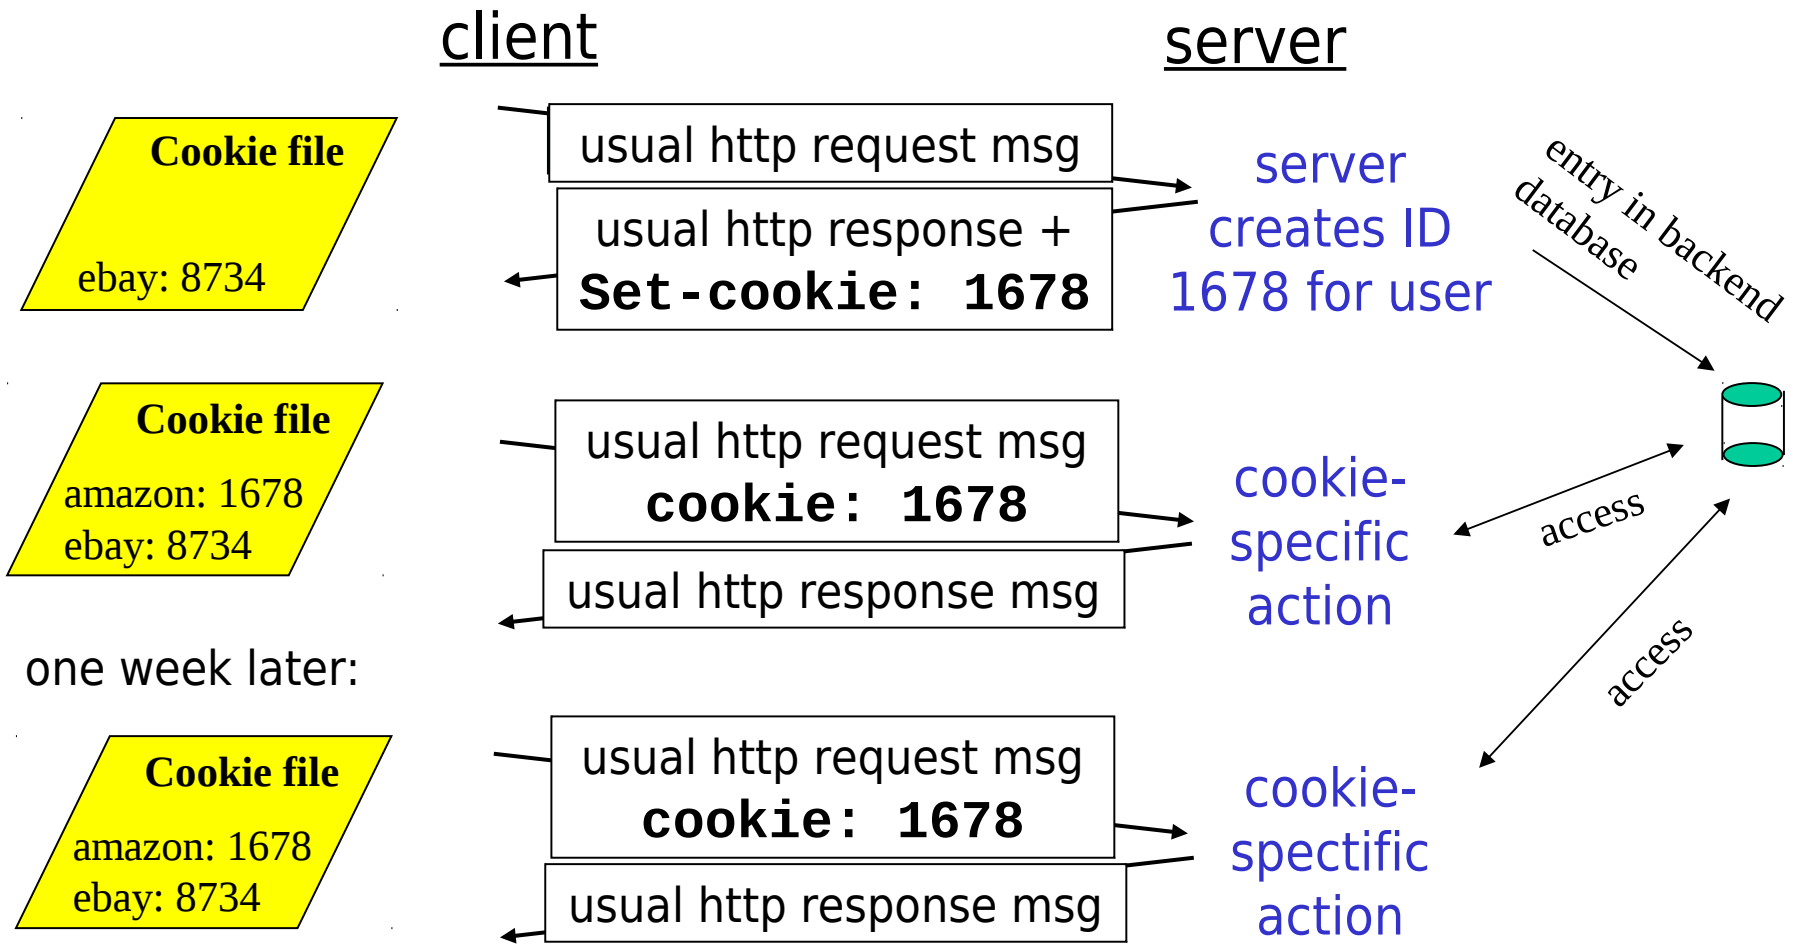 client
server
Cookie file
ebay: 8734
usual http request msg
usual http response +
Set-cookie: 1678
server
creates ID
1678 for user
entry in backend
database
Cookie file
amazon: 1678
ebay: 8734
usual http request msg
cookie: 1678
usual http response msg
cookie-
specific
action
access
access
one week later:
Cookie file
amazon: 1678
ebay: 8734
usual http request msg
cookie: 1678
usual http response msg
cookie-
spectific
action